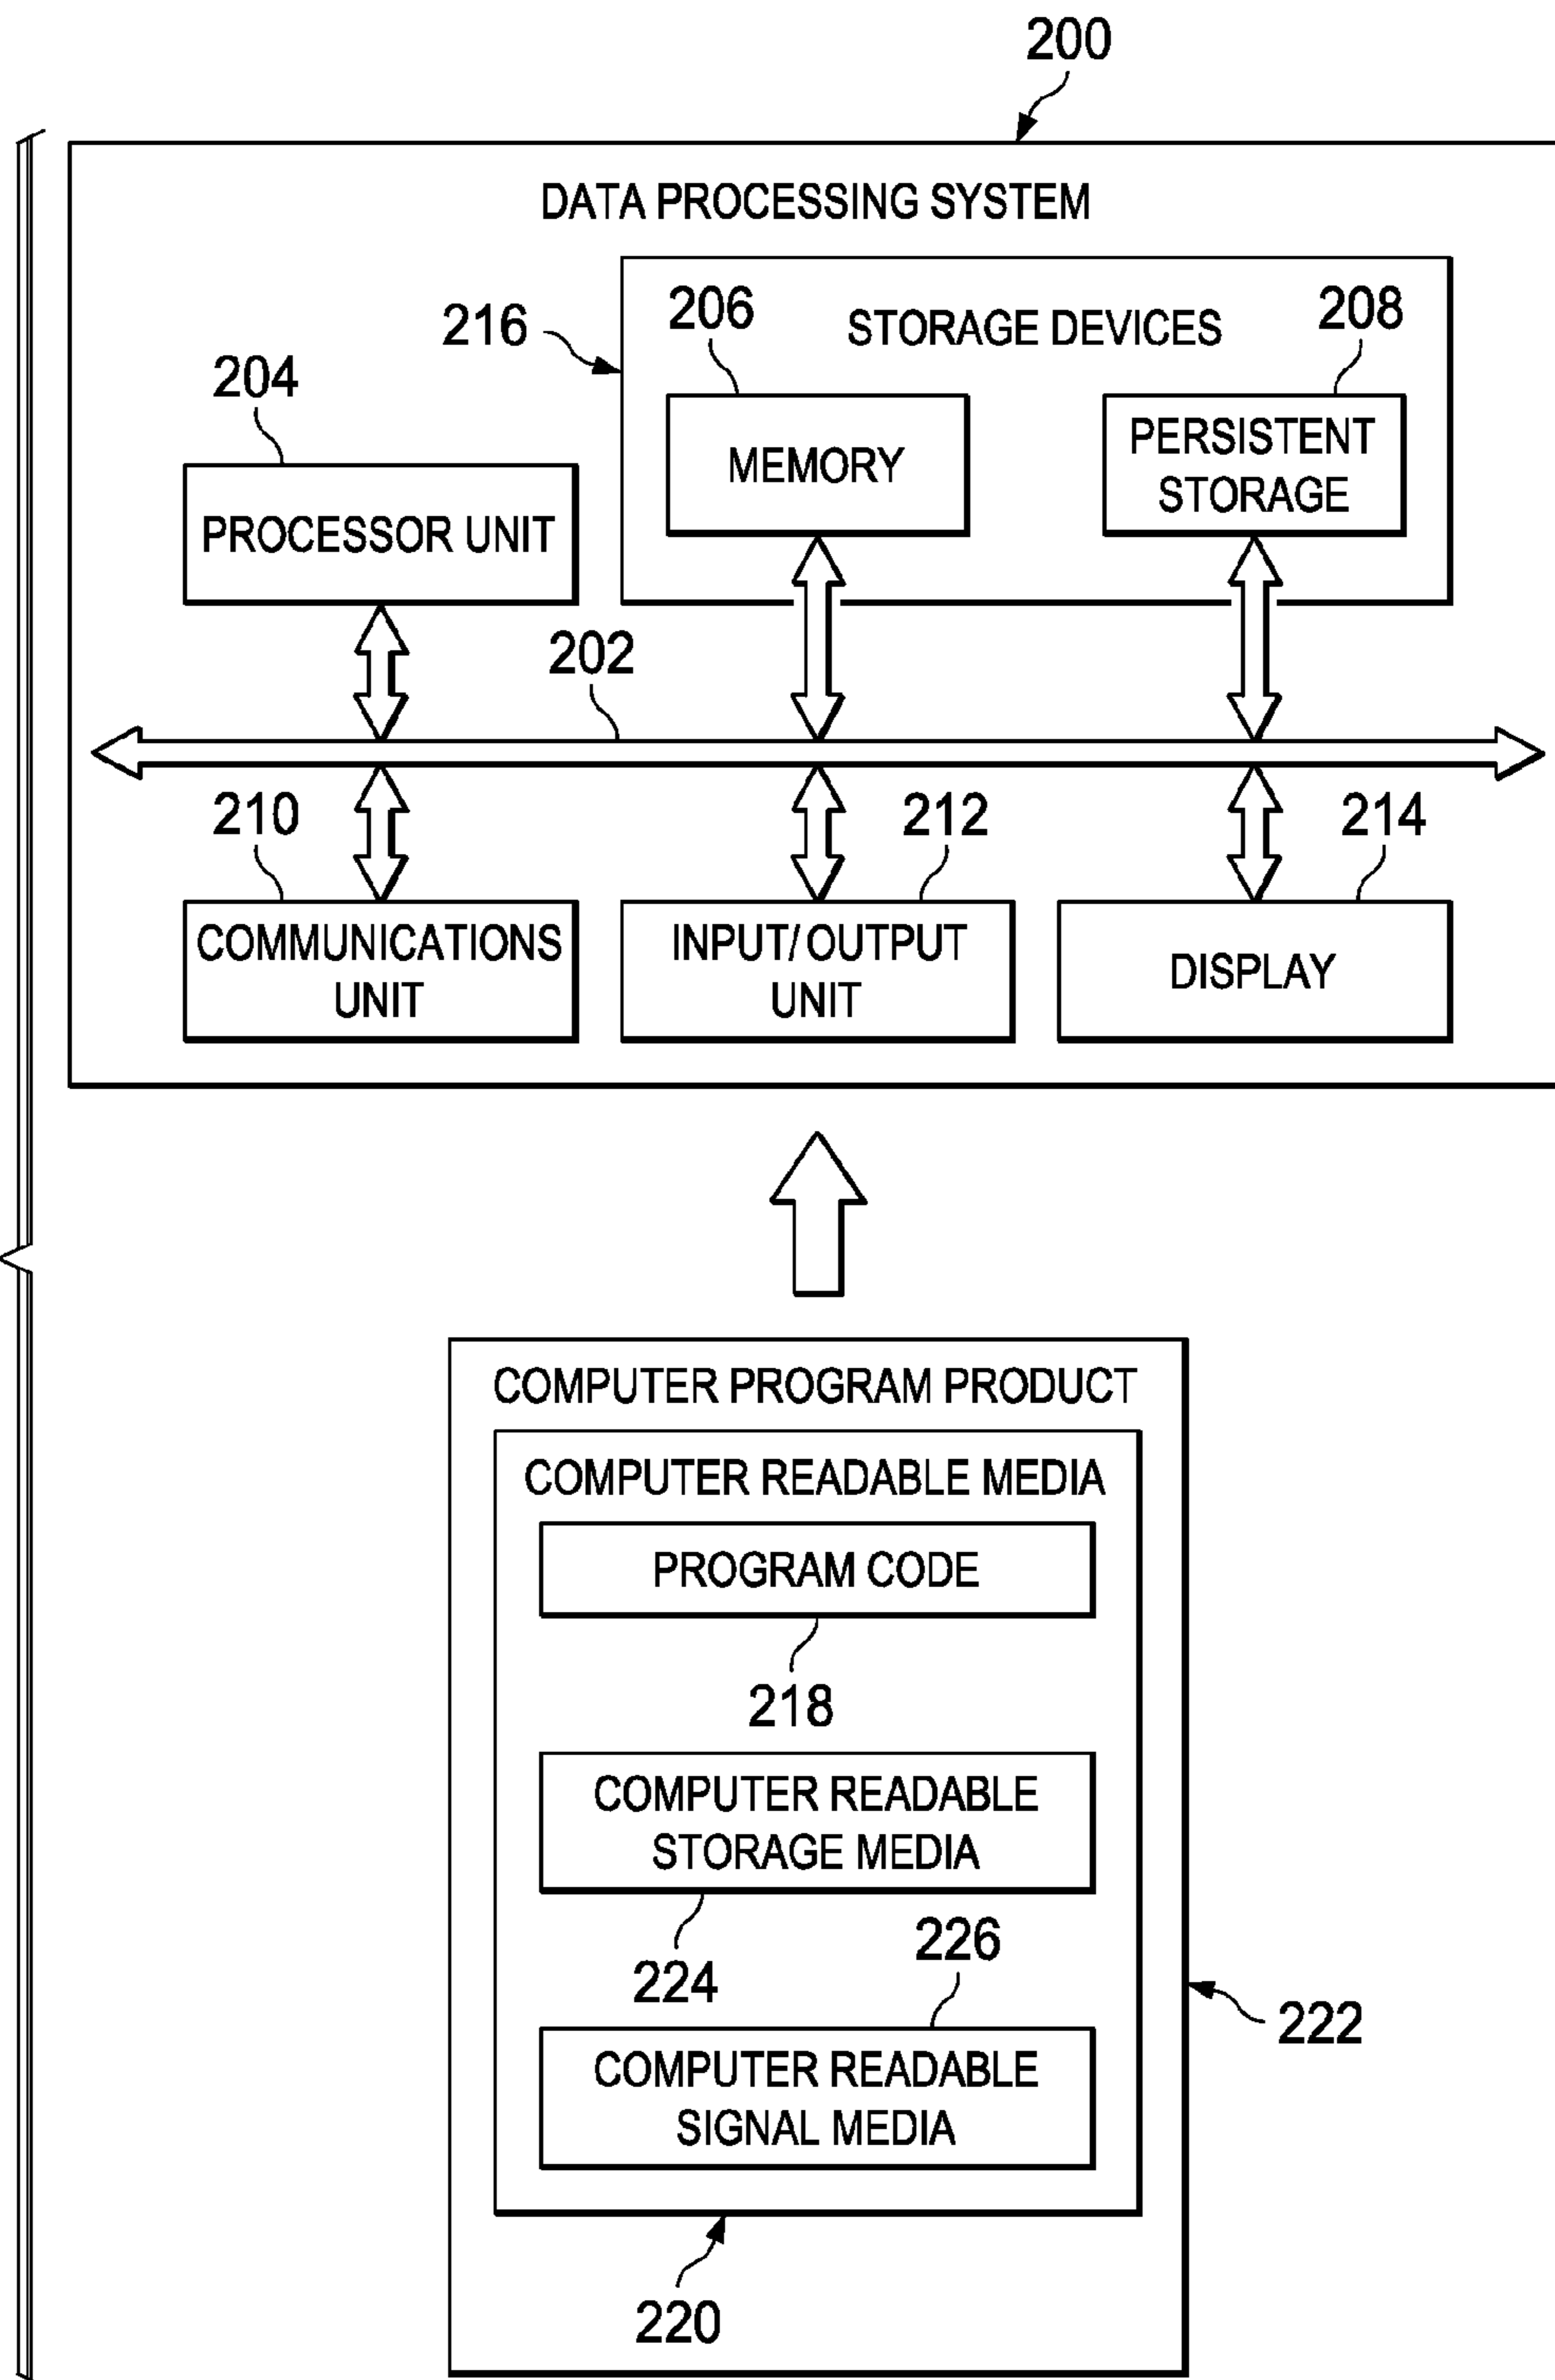 200
DATA PROCESSING SYSTEM
216
206
STORAGE DEVICES
208
204
MEMORY
PERSISTENT
STORAGE
PROCESSOR UNIT
202
210
212
214
COMMUNICATIONS
UNIT
INPUT/OUTPUT
UNIT
DISPLAY
COMPUTER PROGRAM PRODUCT
COMPUTER READABLE MEDIA
PROGRAM CODE
218
COMPUTER READABLE
STORAGE MEDIA
224
226
222
COMPUTER READABLE
SIGNAL MEDIA
220